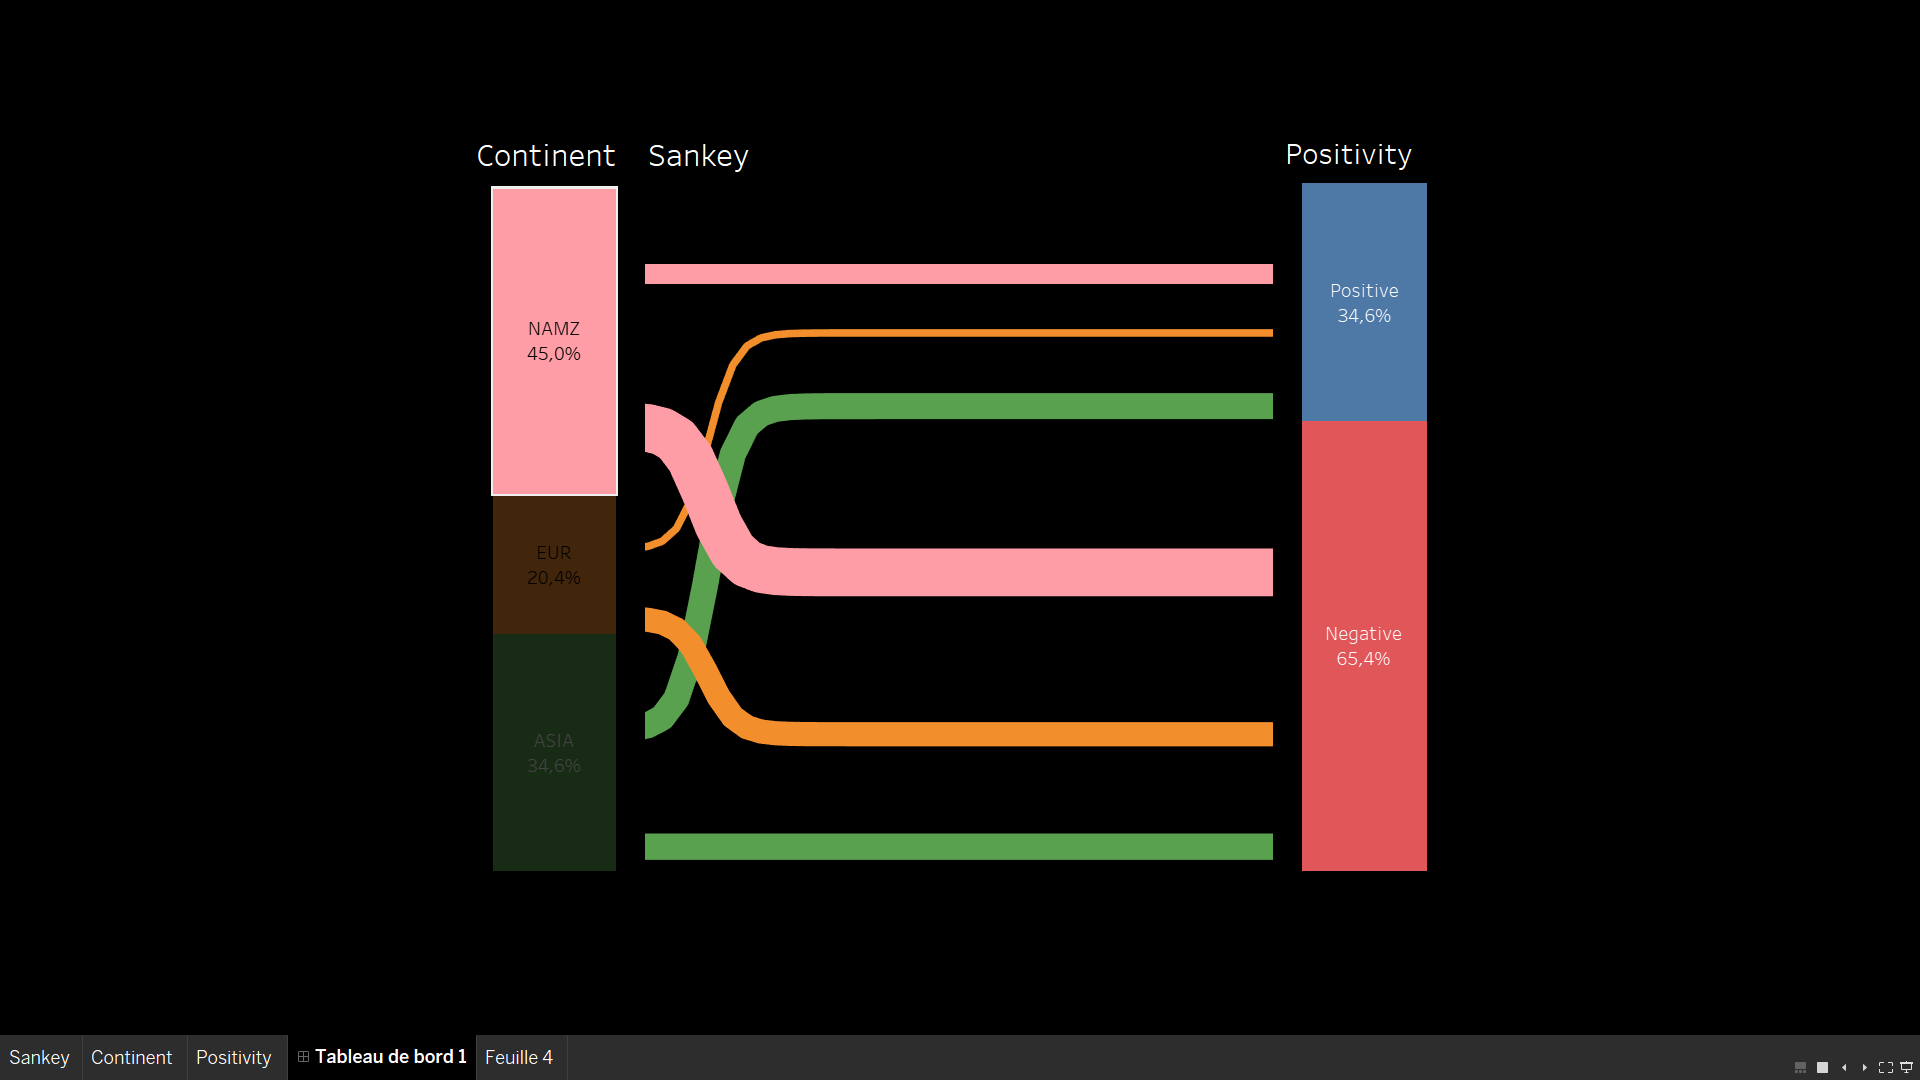 Continent
Sankey
Positivity
NAMZ
45,0%
EUR
20,4%
ASIA
34,6%
Positive
34,6%
Negative
65,4%
Sankey
Continent
Positivity
Tableau de bord 1
Feuille 4